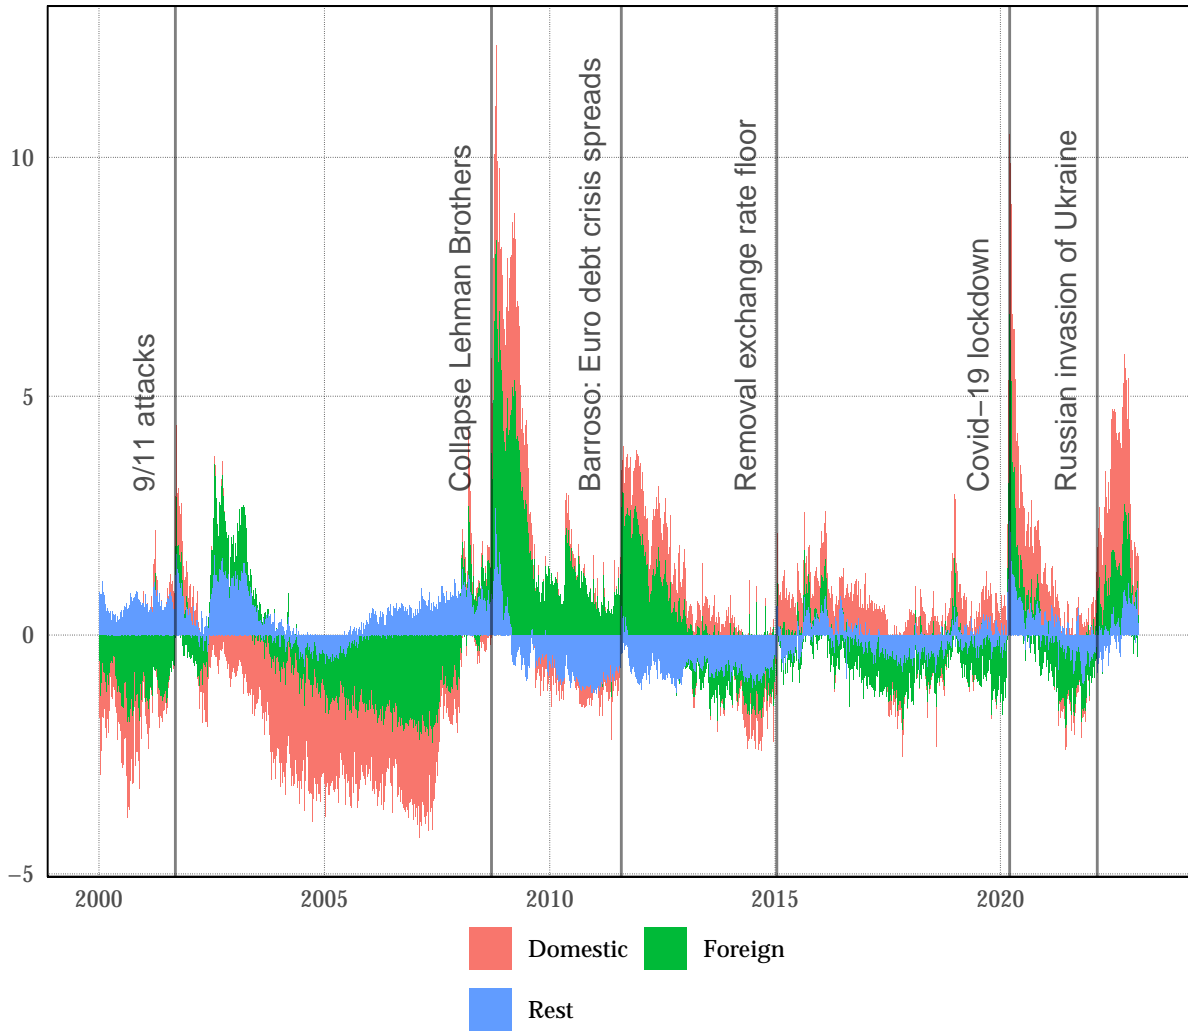 10
5
0
−5
9/11 attacks
Collapse Lehman Brothers
Barroso: Euro debt crisis spreads
Removal exchange rate floor
Covid−19 lockdown
Russian invasion of Ukraine
2000
2005
2010
2015
2020
Domestic
Foreign
Rest